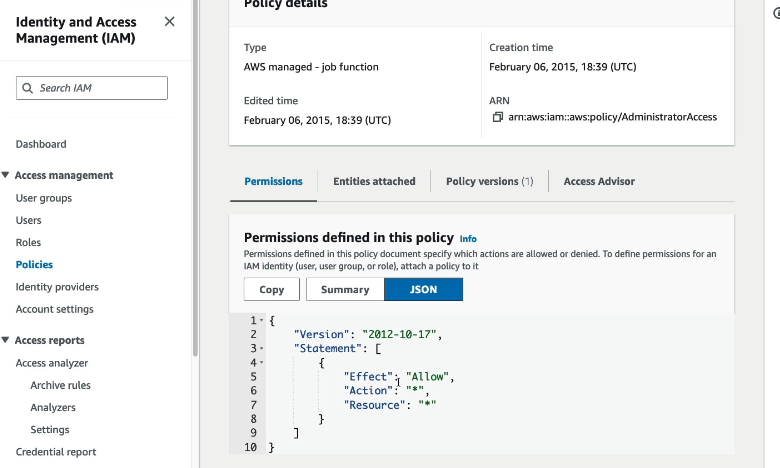 Identity and Access
Management (IAM)
Search IAM
Dashboard
Access management
User groups
Users
Roles
Policies
Identity providers
Account settings
Access reports
Access analyzer
Archive rules
Analyzers
Settings
Credential report
Policy details
Type
AWS managed - job function
Creation time
February 06, 2015, 18:39 (UTC)
Edited time
February 06, 2015, 18:39 (UTC)
ARN
arn:aws:iam::aws:policy/AdministratorAccess
Permissions
Entities attached
Policy versions (1)
Access Advisor
Permissions defined in this policy Info
Permissions defined in this policy document specify which actions are allowed or denied. To define permissions for an
IAM identity (user, user group, or role), attach a policy to it
Copy
Summary
JSON
1 {
2 "Version": "2012-10-17",
3 "Statement": [
4 {
5 "Effect": "Allow",
6 "Action": "*",
7 "Resource": "*"
8 }
9 ]
10 }